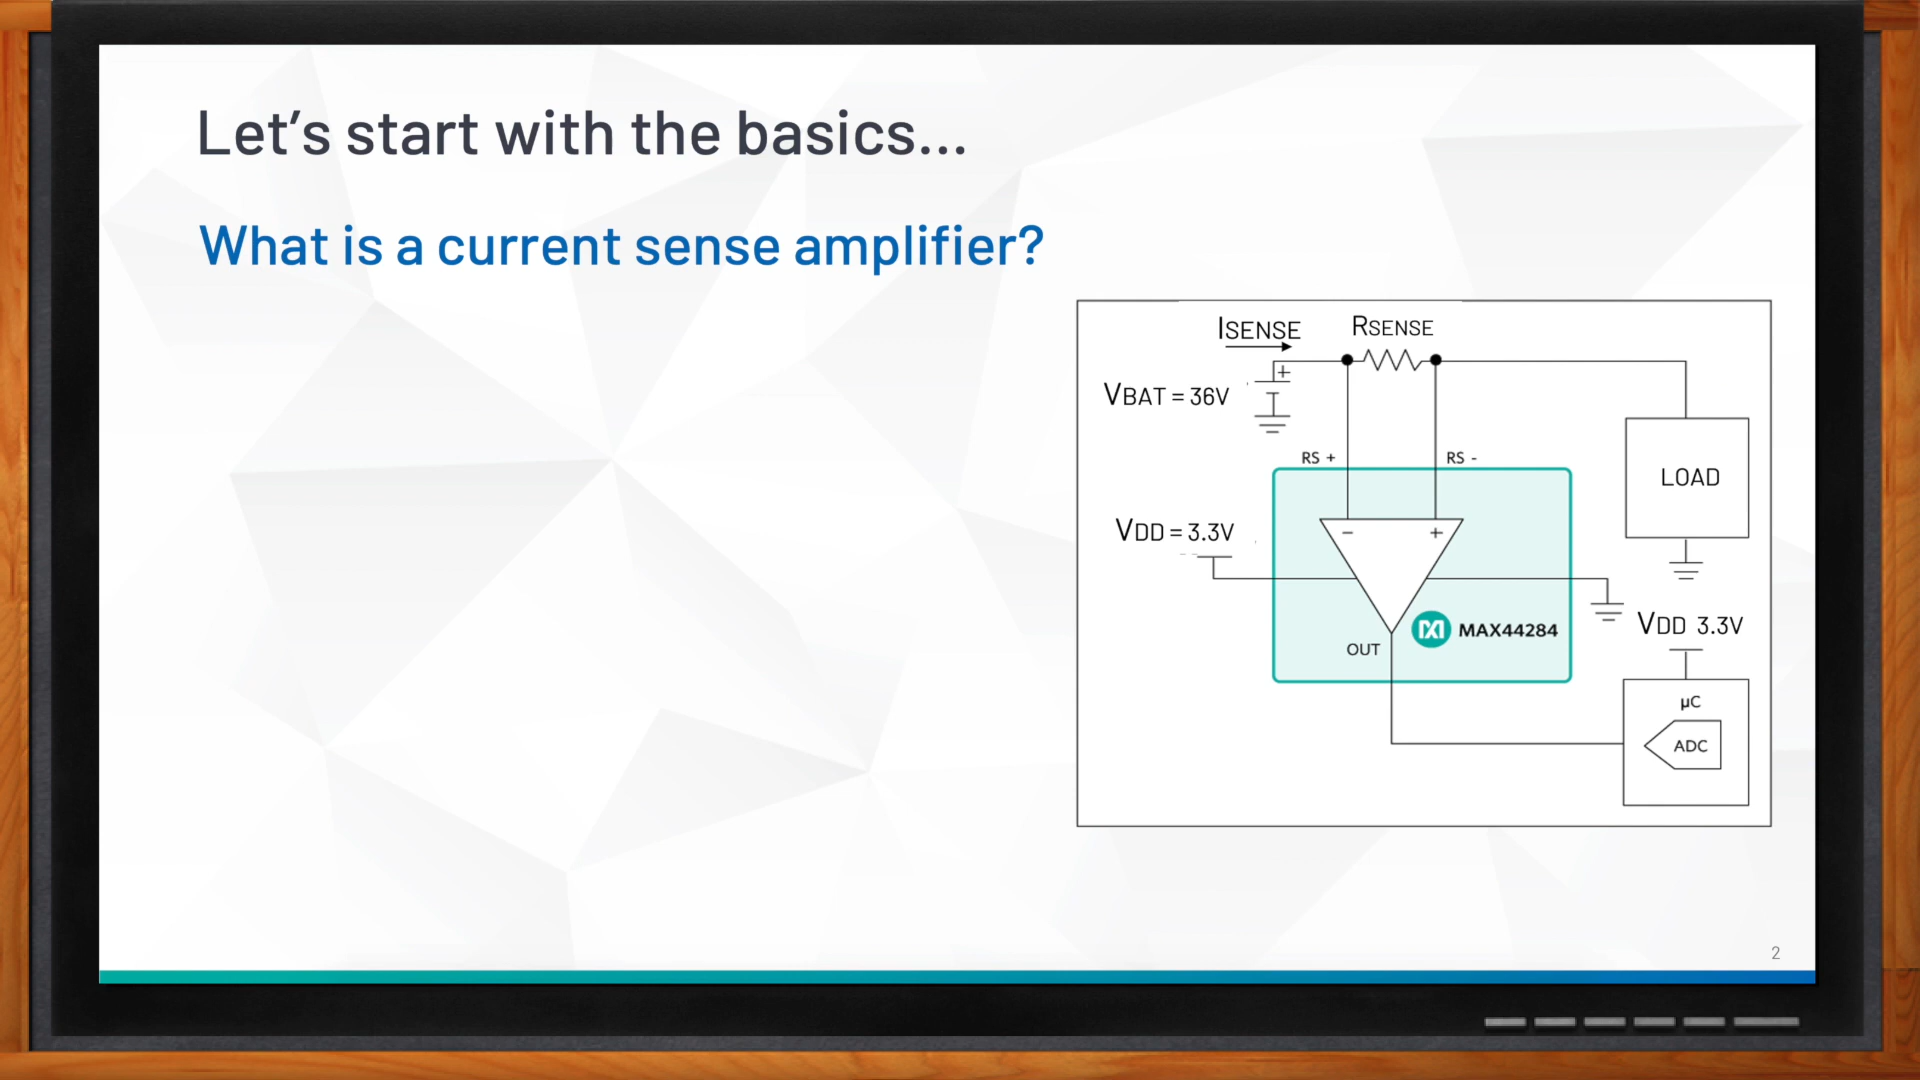 Let's start with the basics...
What is a current sense amplifier?
ISENSE RSENSE
+
VBAT = 36V
RS + RS -
LOAD
VDD = 3.3V
− +
MAX44284
VDD 3.3V
OUT
µC
ADC
2